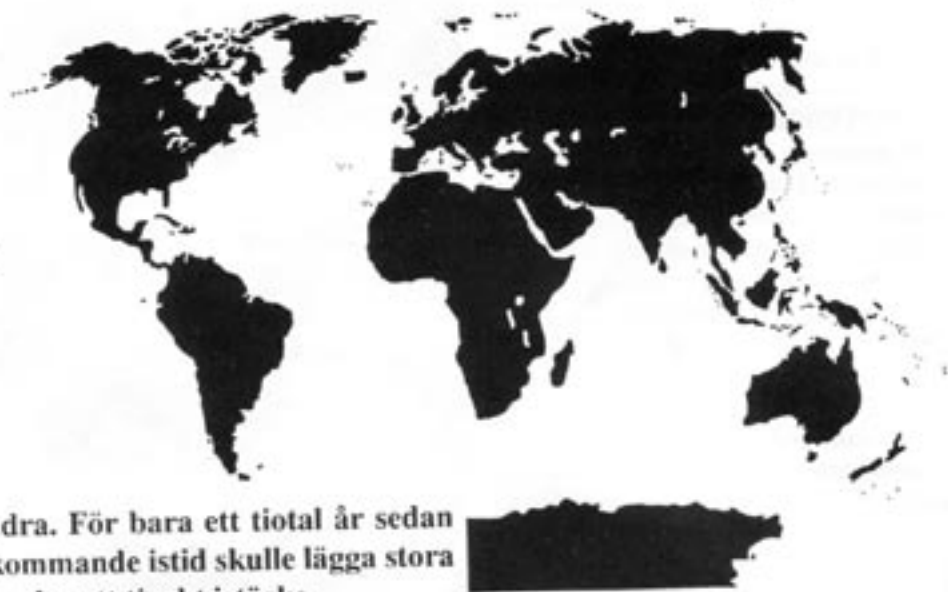 dra. För bara ett tiotal år sedan
kommande istid skulle lägga stora